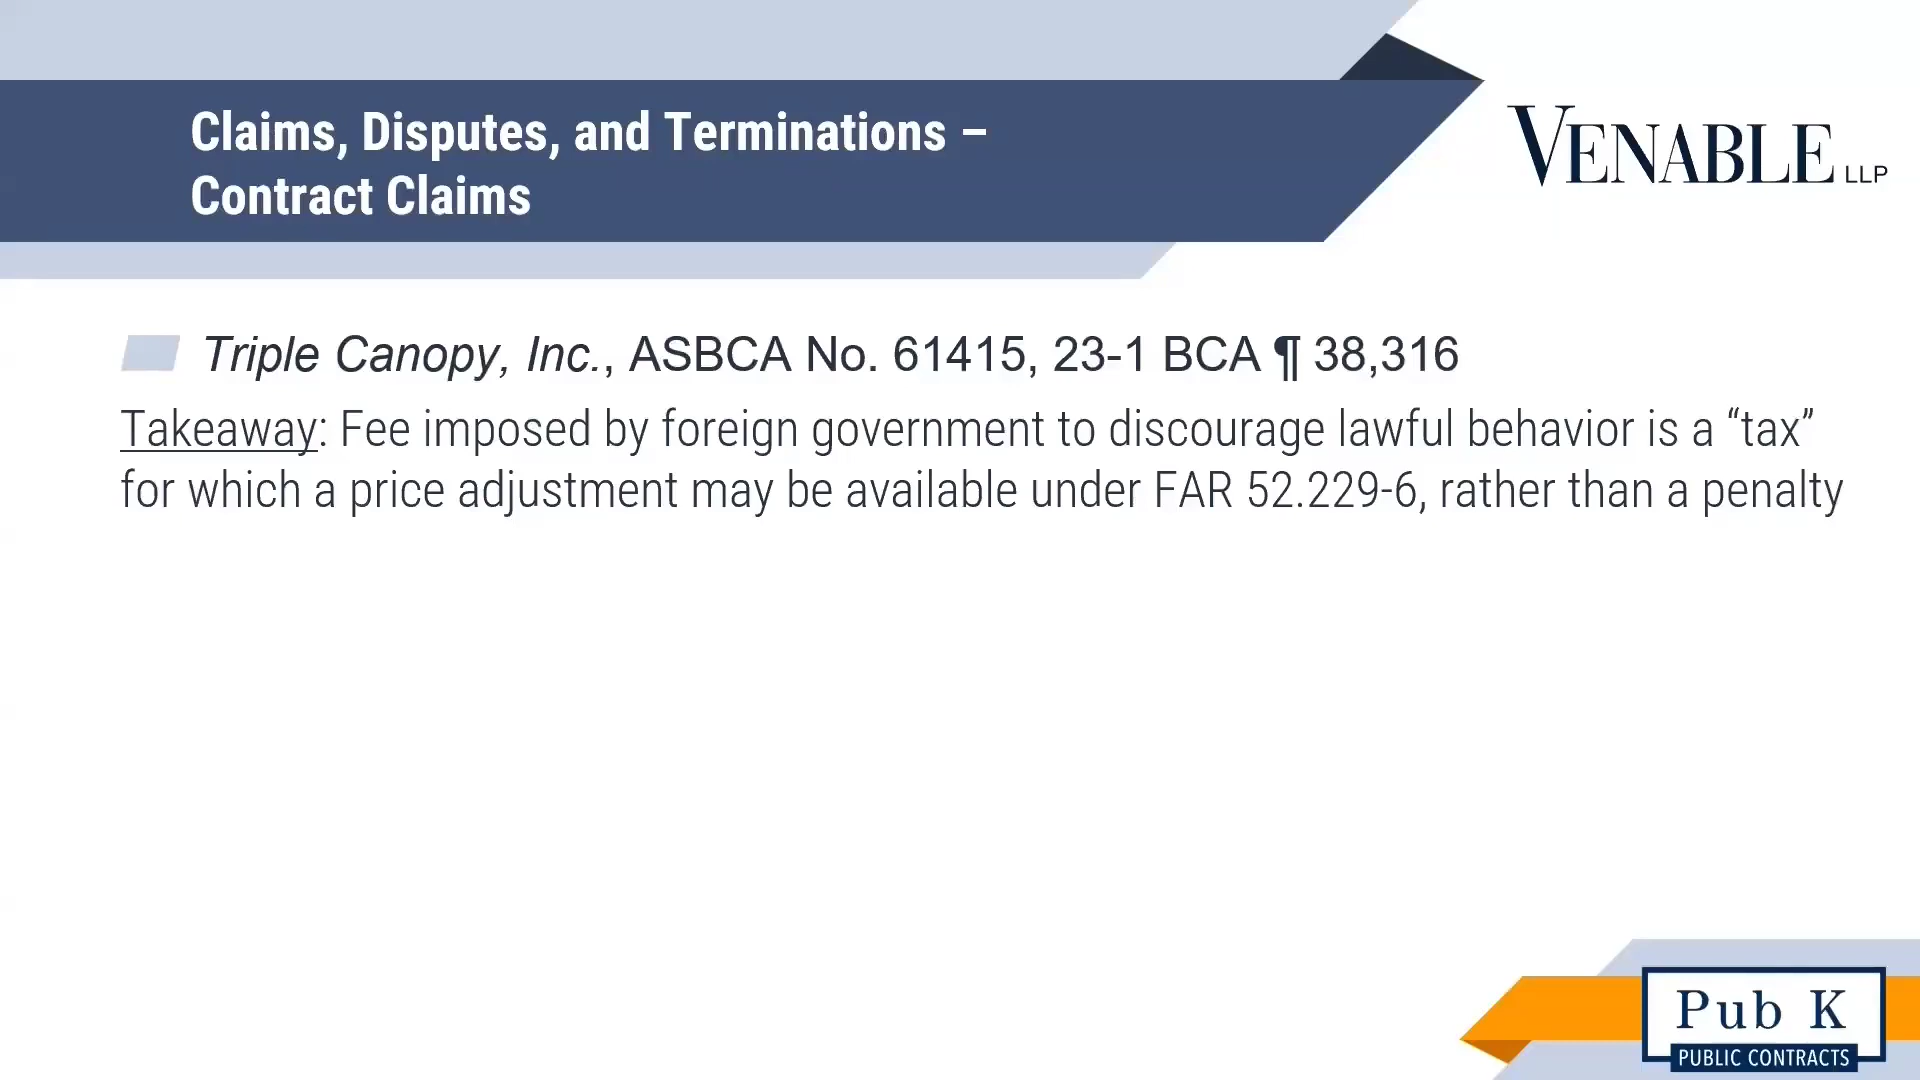 Claims, Disputes, and Terminations –
Contract Claims
VENABLE LLP
Triple Canopy, Inc., ASBCA No. 61415, 23-1 BCA ¶ 38,316
Takeaway: Fee imposed by foreign government to discourage lawful behavior is a “tax”
for which a price adjustment may be available under FAR 52.229-6, rather than a penalty
Pub K
PUBLIC CONTRACTS